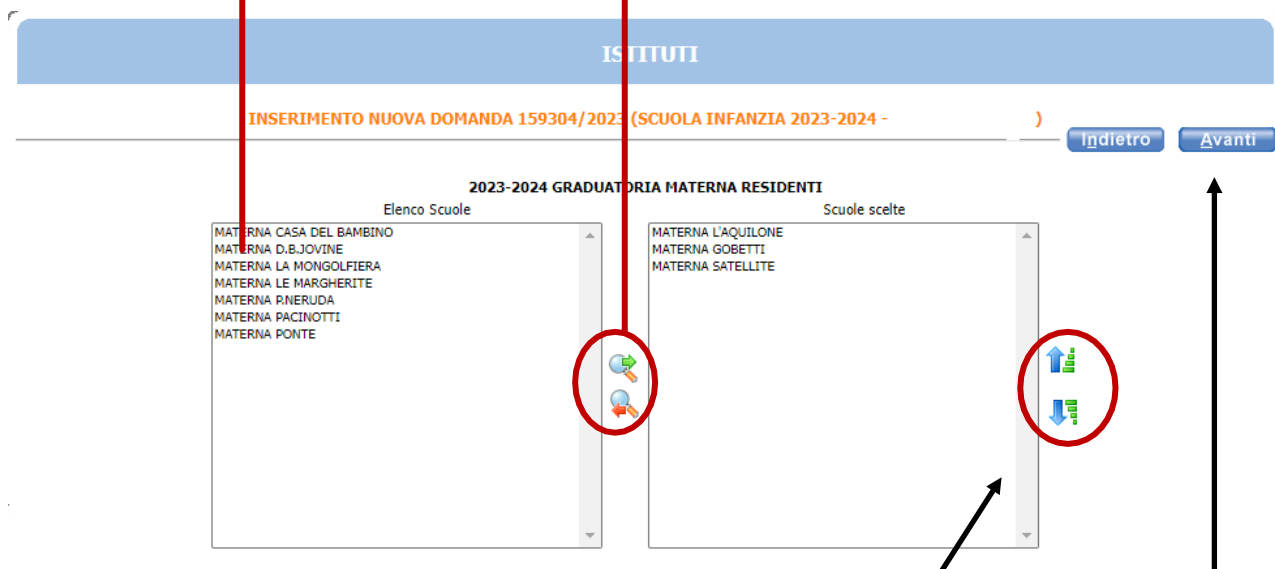 ISTITUTI
INSERIMENTO NUOVA DOMANDA 159304/2023 (SCUOLA INFANZIA 2023-2024 - )
Indietro Avanti
2023-2024 GRADUATORIA MATERNA RESIDENTI
Elenco Scuole Scuole scelte
MATERNA CASA DEL BAMBINO
MATERNA D.B.JOVINE
MATERNA LA MONGOLFIERA
MATERNA LE MARGHERITE
MATERNA P.NERUDA
MATERNA PACINOTTI
MATERNA PONTE
MATERNA L'AQUILONE
MATERNA GOBETTI
MATERNA SATELLITE